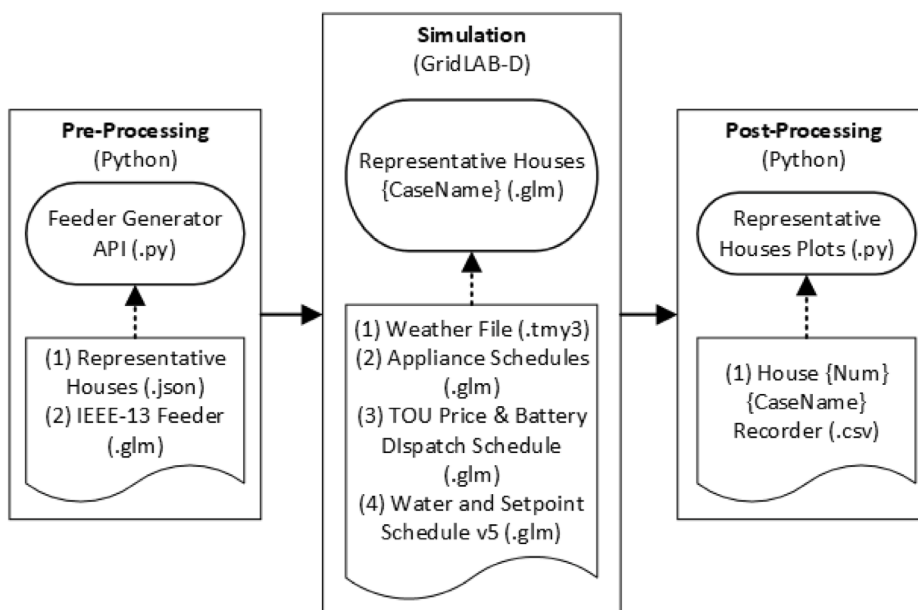 Pre-Processing
(Python)
Feeder Generator
API (.py)
(1) Representative
Houses (.json)
(2) IEEE-13 Feeder
(.glm)
Simulation
(GridLAB-D)
Representative Houses
{CaseName} (.glm)
(1) Weather File (.tmy3)
(2) Appliance Schedules
(.glm)
(3) TOU Price & Battery
DIspatch Schedule
(.glm)
(4) Water and Setpoint
Schedule v5 (.glm)
Post-Processing
(Python)
Representative
Houses Plots (.py)
(1) House {Num}
{CaseName}
Recorder (.csv)